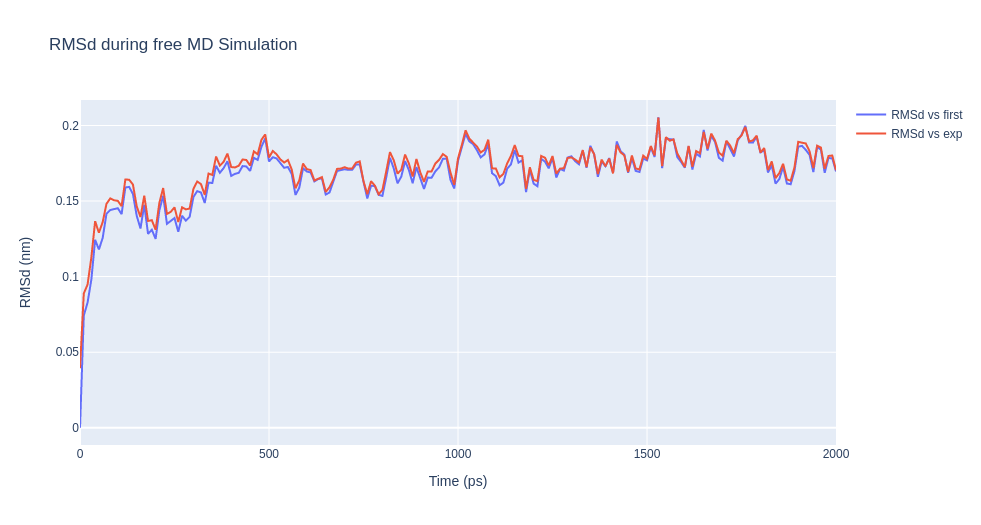 RMSd during free MD Simulation
RMSd vs first
RMSd vs exp
0.2
0.15
0.1
0.05
0
RMSd (nm)
0
500
1000
1500
2000
Time (ps)